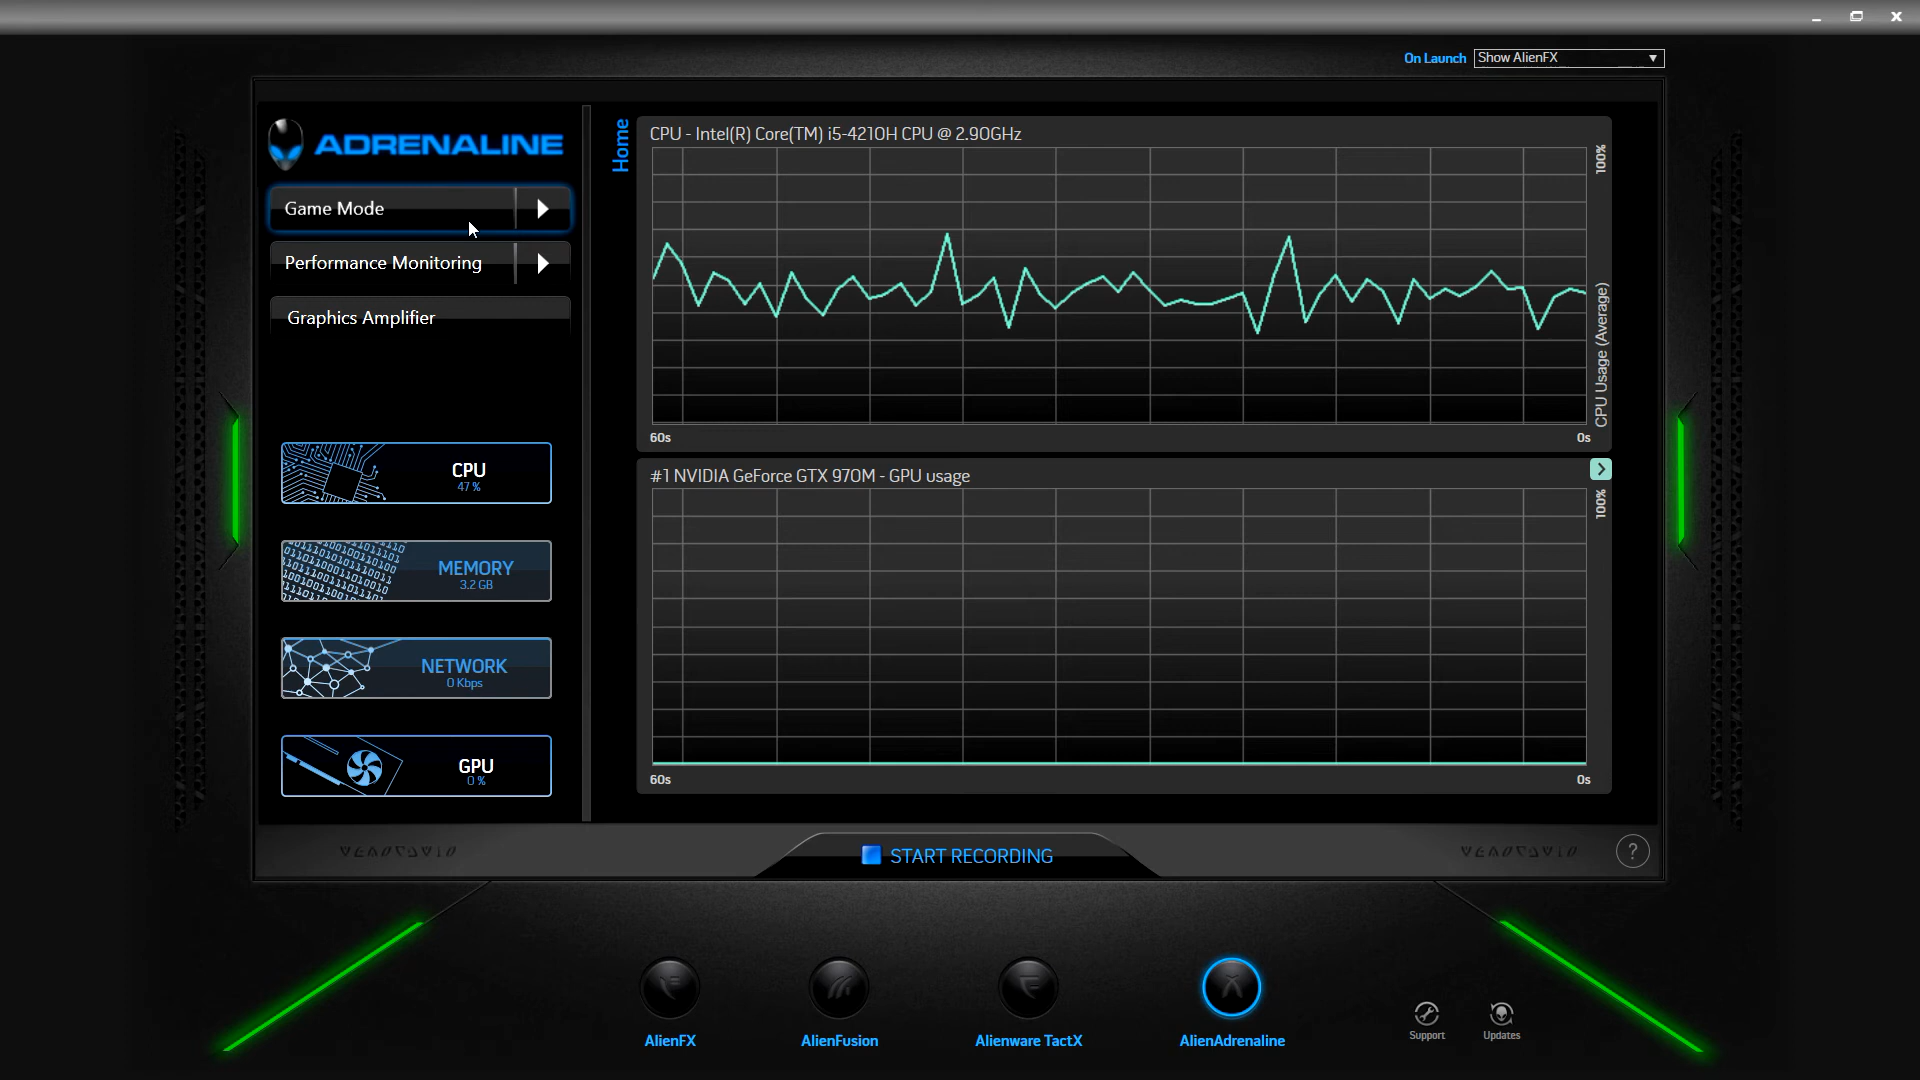 On Launch Show AlienFX
ADRENALINE
Game Mode
Performance Monitoring
Graphics Amplifier
CPU
47 %
MEMORY
3.2 GB
NETWORK
0 Kbps
GPU
0 %
Home
CPU - Intel(R) Core(TM) i5-4210H CPU @ 2.90GHz
100%
CPU Usage (Average)
60s 0s
#1 NVIDIA GeForce GTX 970M - GPU usage
100%
60s 0s
START RECORDING
?
AlienFX
AlienFusion
Alienware TactX
AlienAdrenaline
Support
Updates